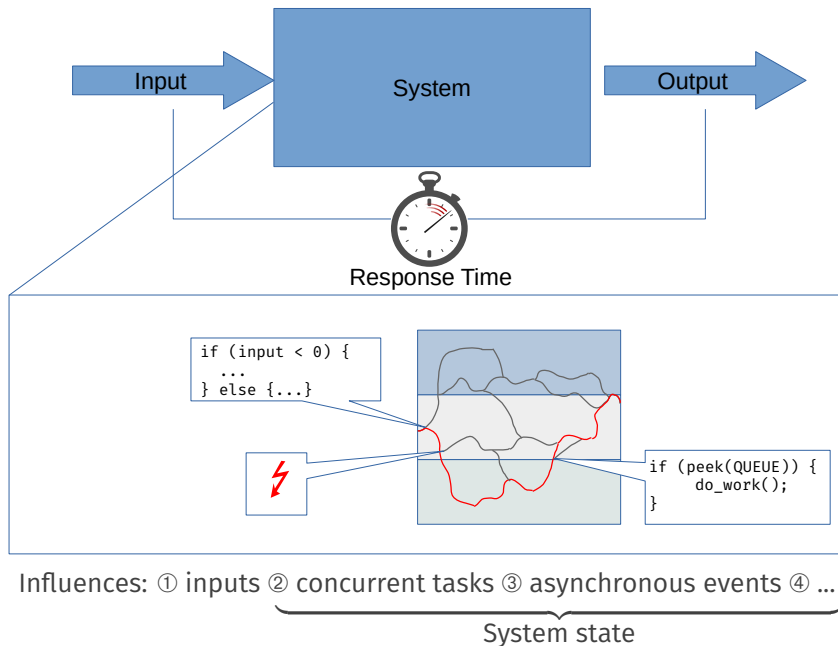 Input
System
Output
Response Time
if (input < 0) {
...
} else {...}
if (peek(QUEUE)) {
do_work();
}
Influences: ① inputs ② concurrent tasks ③ asynchronous events ④ ...
System state